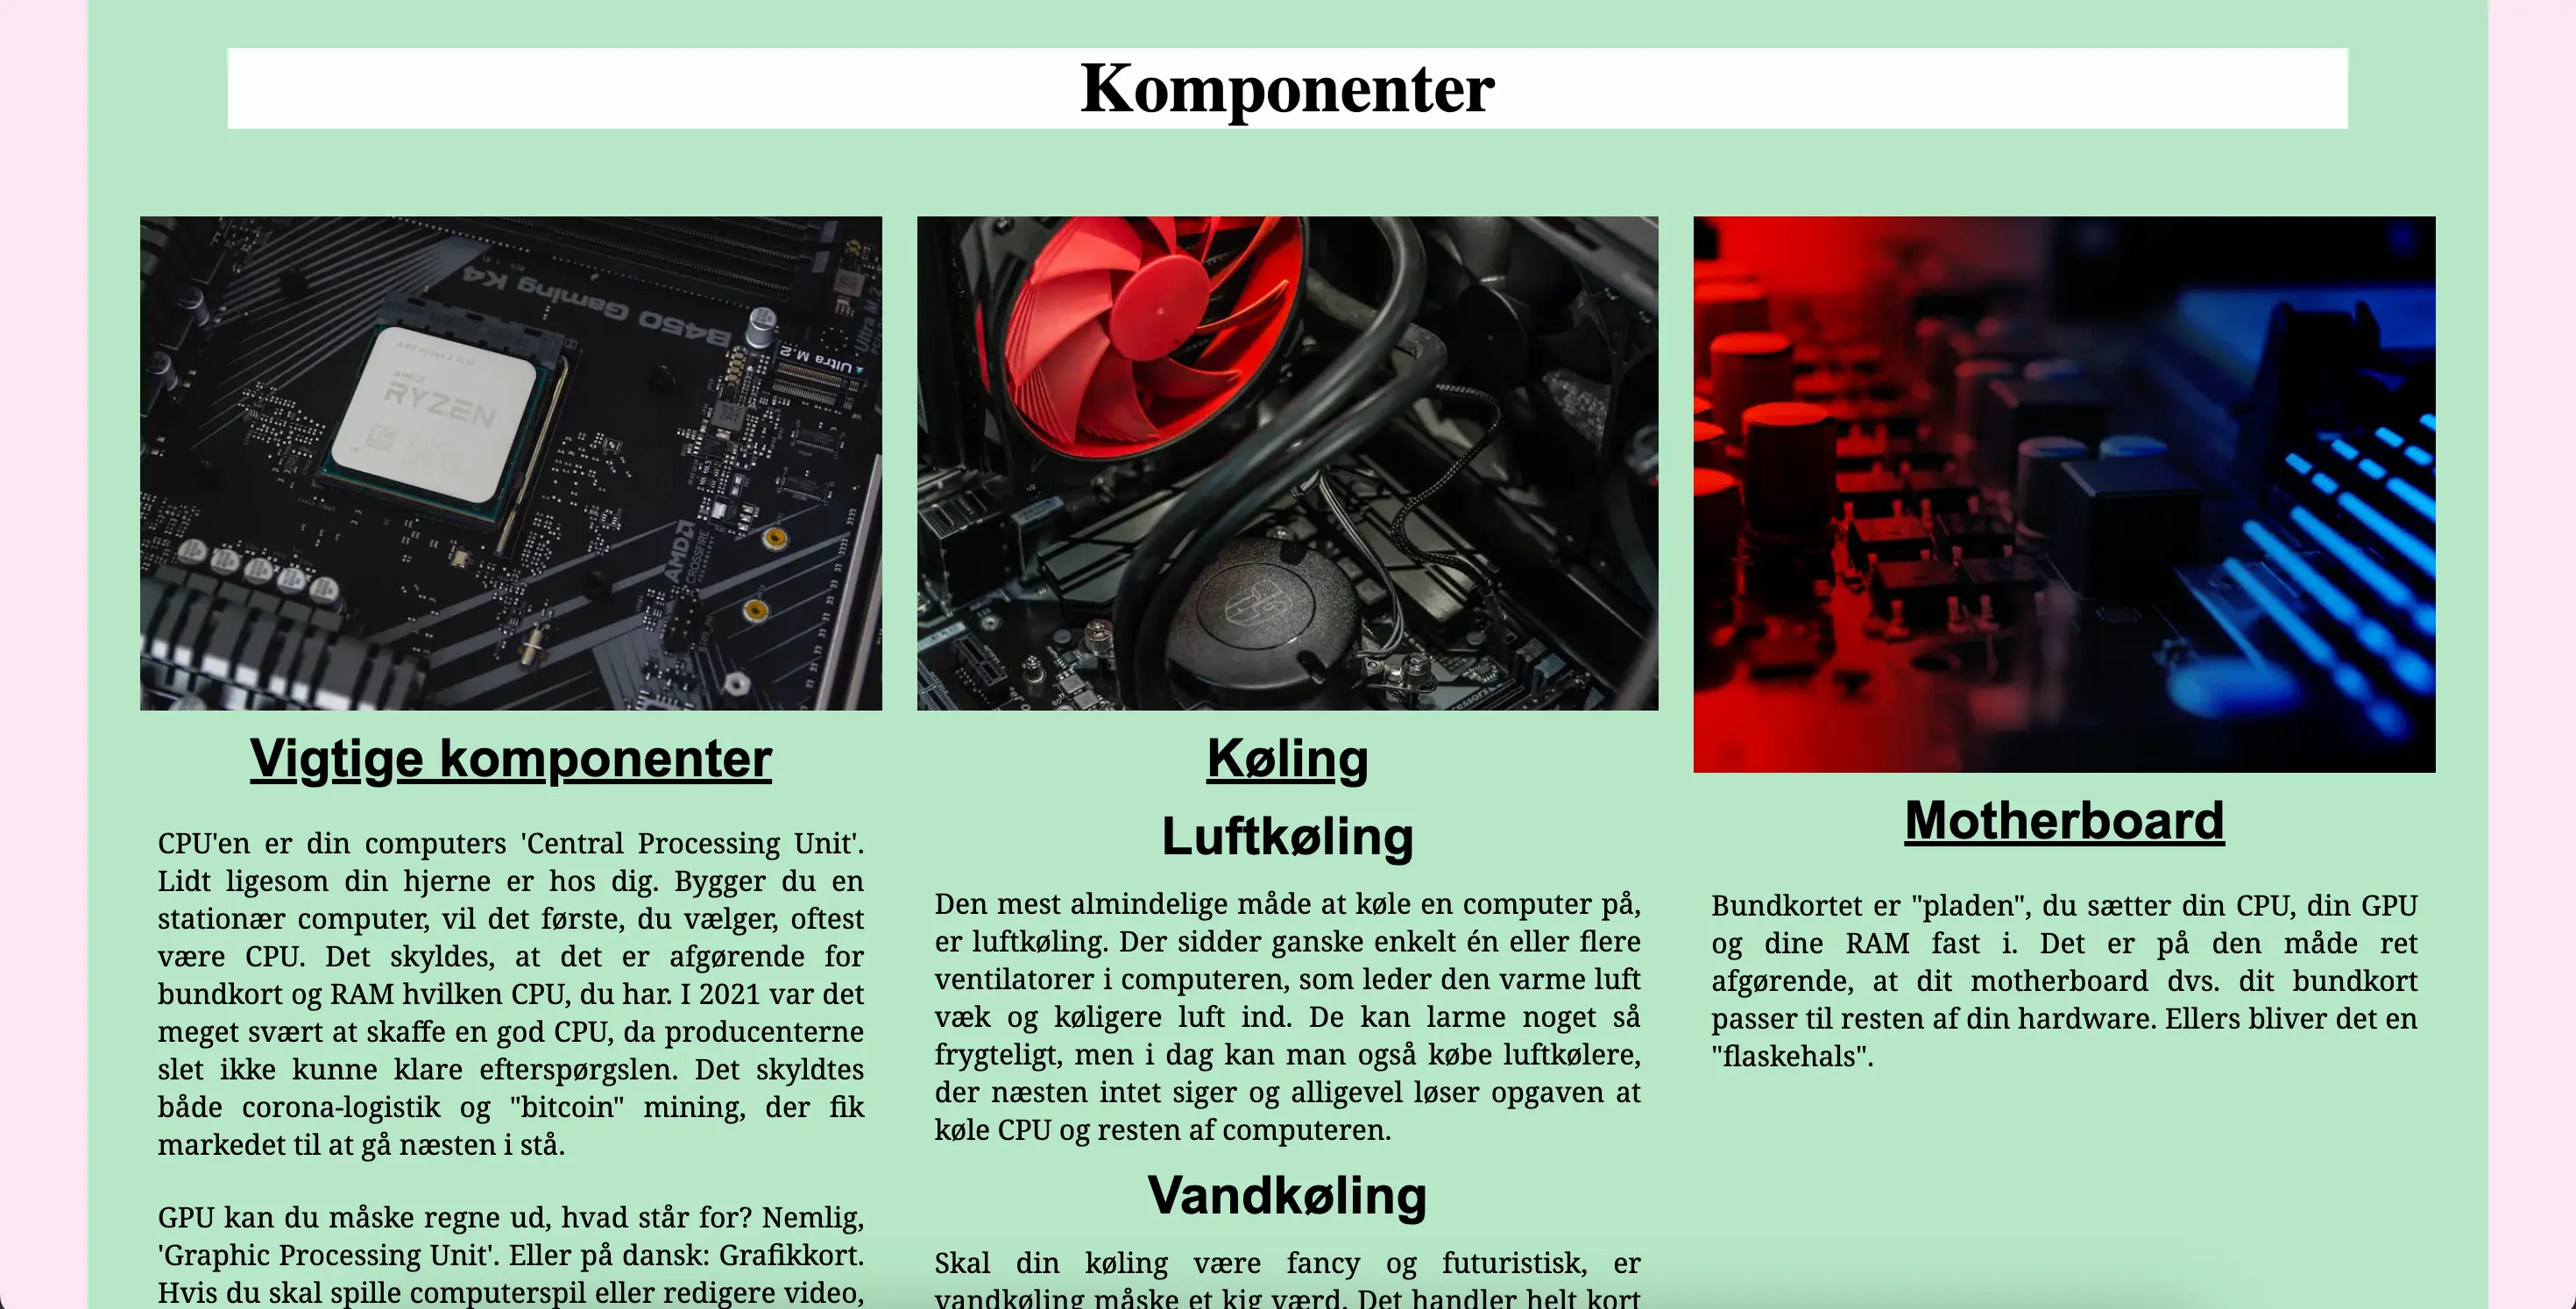 Komponenter
B450 Gaming K4
Ultra M.2
AMD
RYZEN
AMD
CROSSFIRE
Vigtige komponenter
CPU'en er din computers 'Central Processing Unit'.
Lidt ligesom din hjerne er hos dig. Bygger du en
stationær computer, vil det første, du vælger, oftest
være CPU. Det skyldes, at det er afgørende for
bundkort og RAM hvilken CPU, du har. I 2021 var det
meget svært at skaffe en god CPU, da producenterne
slet ikke kunne klare efterspørgslen. Det skyldtes
både corona-logistik og "bitcoin" mining, der fik
markedet til at gå næsten i stå.
GPU kan du måske regne ud, hvad står for? Nemlig,
'Graphic Processing Unit'. Eller på dansk: Grafikkort.
Hvis du skal spille computerspil eller redigere video,
Køling
Luftkøling
Den mest almindelige måde at køle en computer på,
er luftkøling. Der sidder ganske enkelt én eller flere
ventilatorer i computeren, som leder den varme luft
væk og køligere luft ind. De kan larme noget så
frygteligt, men i dag kan man også købe luftkølere,
der næsten intet siger og alligevel løser opgaven at
køle CPU og resten af computeren.
Vandkøling
Skal din køling være fancy og futuristisk, er
vandkøling måske et kig værd. Det handler helt kort
Motherboard
Bundkortet er "pladen", du sætter din CPU, din GPU
og dine RAM fast i. Det er på den måde ret
afgørende, at dit motherboard dvs. dit bundkort
passer til resten af din hardware. Ellers bliver det en
"flaskehals".